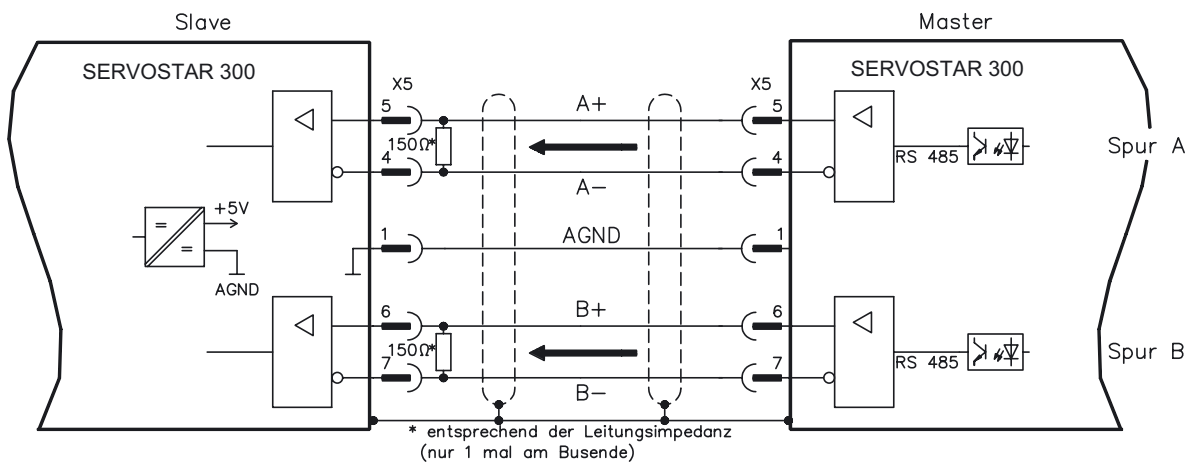 Slave
Master
SERVOSTAR 300
SERVOSTAR 300
X5
X5
5
A+
5
150Ω*
RS 485
Spur A
4
A-
4
+5V
=
=
AGND
1
AGND
1
6
B+
6
150Ω*
RS 485
Spur B
7
B-
7
* entsprechend der Leitungsimpedanz
(nur 1 mal am Busende)